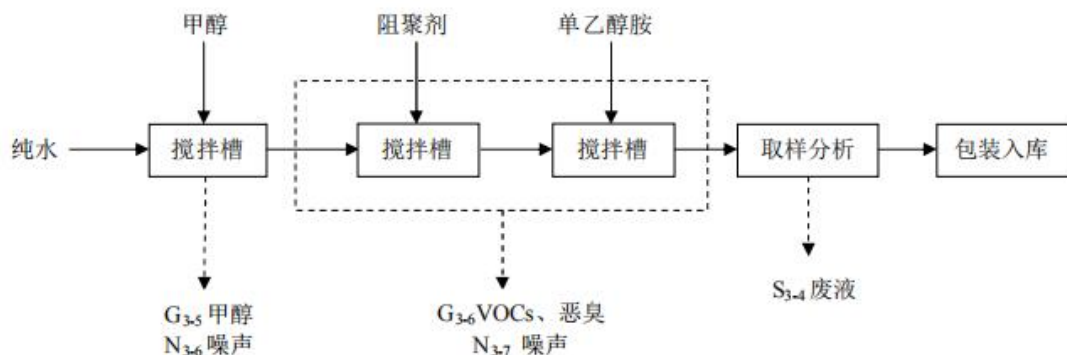 甲醇 阻聚剂 单乙醇胺
纯水 搅拌槽 搅拌槽 搅拌槽 取样分析 包装入库
S3-4 废液
G3-5 甲醇 G3-6VOCs、恶臭
N3-6 噪声 N3-7 噪声